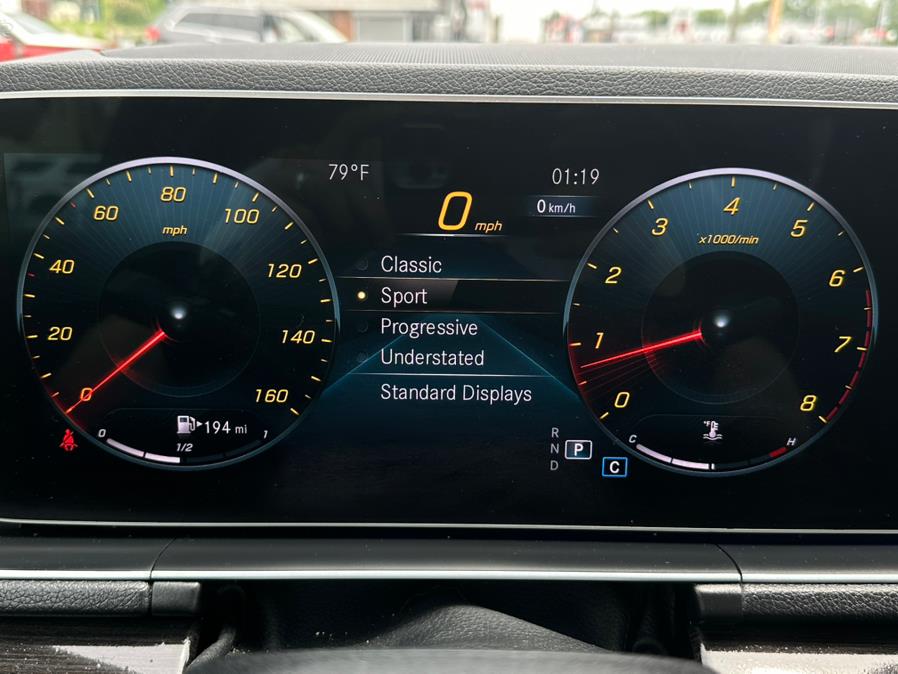 79°F
01:19
0 mph
0 km/h
Classic
Sport
Progressive
Understated
Standard Displays
0
20
40
60
80
100
120
140
160
mph
194 mi
0
1/2
1
0
1
2
3
4
5
6
7
8
x1000/min
°F
C
H
R
N
D
P
C